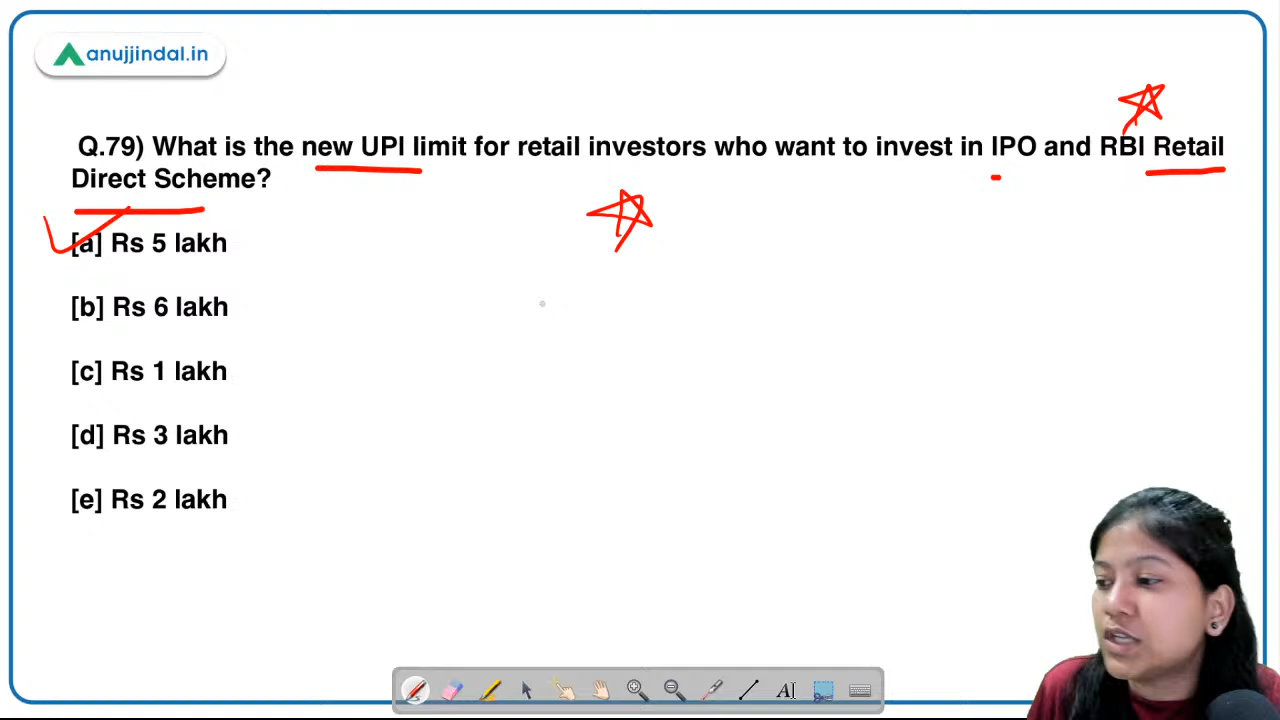 anujjindal.in
Q.79) What is the new UPI limit for retail investors who want to invest in IPO and RBI Retail
Direct Scheme?
[a] Rs 5 lakh
[b] Rs 6 lakh
[c] Rs 1 lakh
[d] Rs 3 lakh
[e] Rs 2 lakh